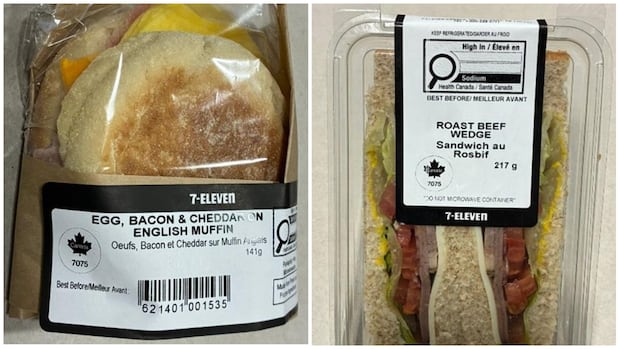 7-ELEVEN
EGG, BACON & CHEDDAR ON
ENGLISH MUFFIN
Oeufs, Bacon et Cheddar sur Muffin Anglais
141g
Canada
7075
Best Before/Meilleur Avant:
621401 001535
KEEP REFRIGERATED/GARDER AU FROID
High in / Élevé en
Sodium
Health Canada / Santé Canada
BEST BEFORE/ MEILLEUR AVANT
ROAST BEEF
WEDGE
Sandwich au
Rosbif
217 g
Canada
7075
"DO NOT MICROWAVE CONTAINER"
7-ELEVEN